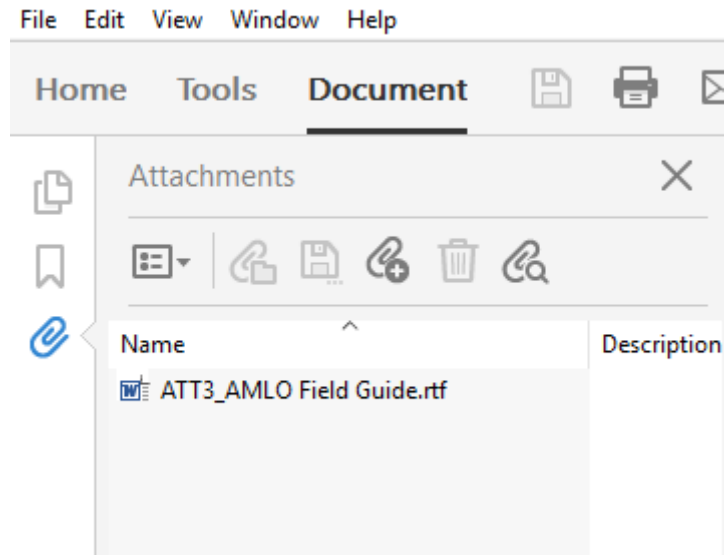 File Edit View Window Help
Home Tools Document
Attachments
Name Description
ATT3_AMLO Field Guide.rtf